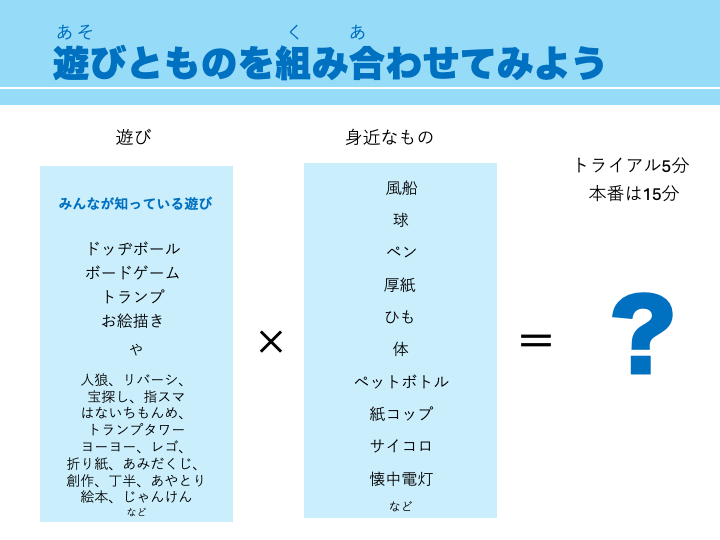 あそ く あ
遊びとものを組み合わせてみよう
遊び
みんなが知っている遊び
ドッヂボール
ボードゲーム
トランプ
お絵描き
や
人狼、リバーシ、
宝探し、指スマ
はないちもんめ、
トランプタワー
ヨーヨー、レゴ、
折り紙、あみだくじ、
創作、丁半、あやとり
絵本、じゃんけん
など
×
身近なもの
風船
球
ペン
厚紙
ひも
体
ペットボトル
紙コップ
サイコロ
懐中電灯
など
＝
トライアル5分
本番は15分
?